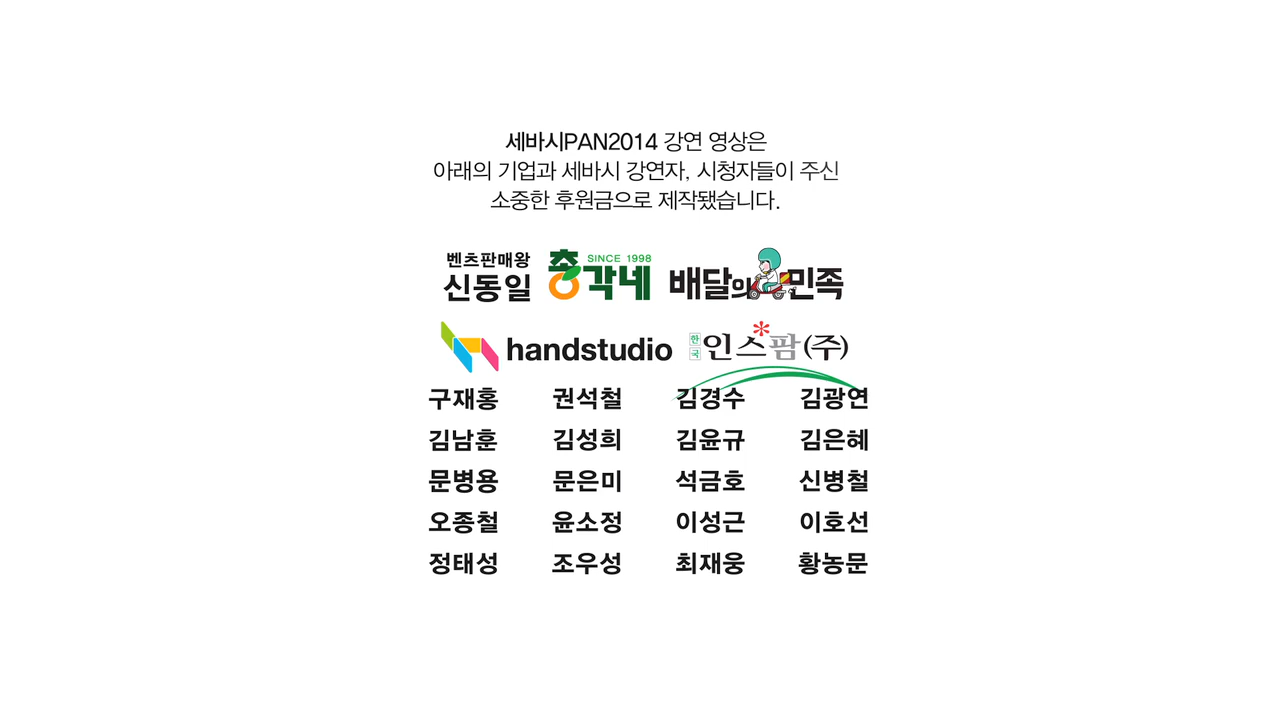 세바시PAN2014 강연 영상은
아래의 기업과 세바시 강연자, 시청자들이 주신
소중한 후원금으로 제작됐습니다.
벤츠판매왕
신동일
SINCE 1998
총각네
배달의민족
handstudio
한국 인스팜(주)
구재홍 권석철 김경수 김광연
김남훈 김성희 김윤규 김은혜
문병용 문은미 석금호 신병철
오종철 윤소정 이성근 이호선
정태성 조우성 최재웅 황농문